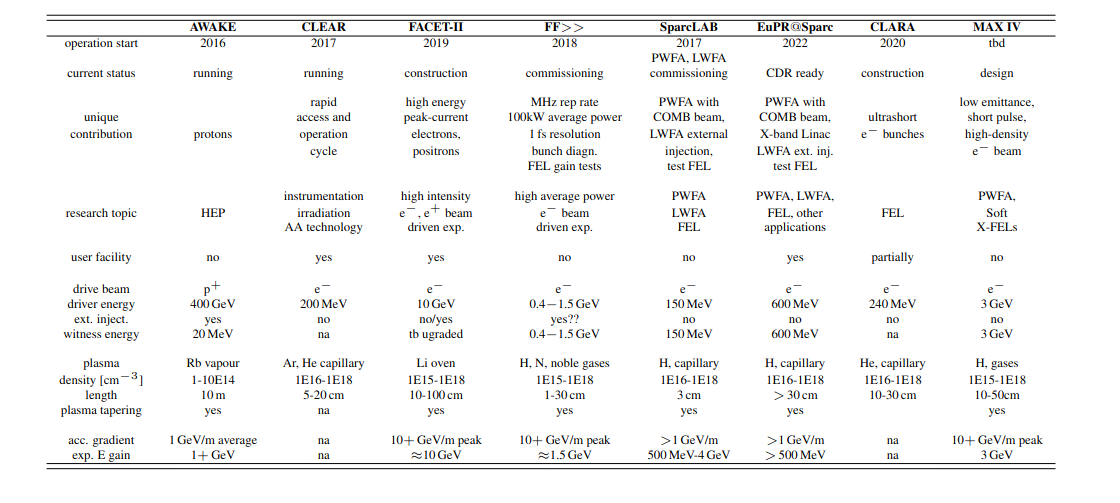 AWAKE CLEAR FACET-II FF>> SparcLAB EuPR@Sparc CLARA MAX IV
operation start 2016 2017 2019 2018 2017 2022 2020 tbd
PWFA, LWFA
current status running running construction commissioning commissioning CDR ready construction design
rapid high energy MHz rep rate PWFA with PWFA with low emittance,
unique access and peak-current 100kW average power COMB beam, COMB beam, ultrashort short pulse,
contribution protons operation electrons, 1 fs resolution LWFA external X-band Linac e− bunches high-density
cycle positrons bunch diagn. injection, LWFA ext. inj. e− beam
FEL gain tests test FEL test FEL
instrumentation high intensity high average power PWFA PWFA, LWFA, PWFA,
research topic HEP irradiation e−, e+ beam e− beam LWFA FEL, other FEL Soft
AA technology driven exp. driven exp. FEL applications X-FELs
user facility no yes yes no no yes partially no
drive beam p+ e− e− e− e− e− e− e−
driver energy 400 GeV 200 MeV 10 GeV 0.4−1.5 GeV 150 MeV 600 MeV 240 MeV 3 GeV
ext. inject. yes no no/yes yes?? no no no no
witness energy 20 MeV na tb ugraded 0.4−1.5 GeV 150 MeV 600 MeV na 3 GeV
plasma Rb vapour Ar, He capillary Li oven H, N, noble gases H, capillary H, capillary He, capillary H, gases
density [cm−3] 1-10E14 1E16-1E18 1E15-1E18 1E15-1E18 1E16-1E18 1E16-1E18 1E16-1E18 1E15-1E18
length 10 m 5-20 cm 10-100 cm 1-30 cm 3 cm > 30 cm 10-30 cm 10-50cm
plasma tapering yes na yes yes yes yes yes
acc. gradient 1 GeV/m average na 10+ GeV/m peak 10+ GeV/m peak >1 GeV/m >1 GeV/m na 10+ GeV/m peak
exp. E gain 1+ GeV na ≈10 GeV ≈1.5 GeV 500 MeV-4 GeV > 500 MeV na 3 GeV